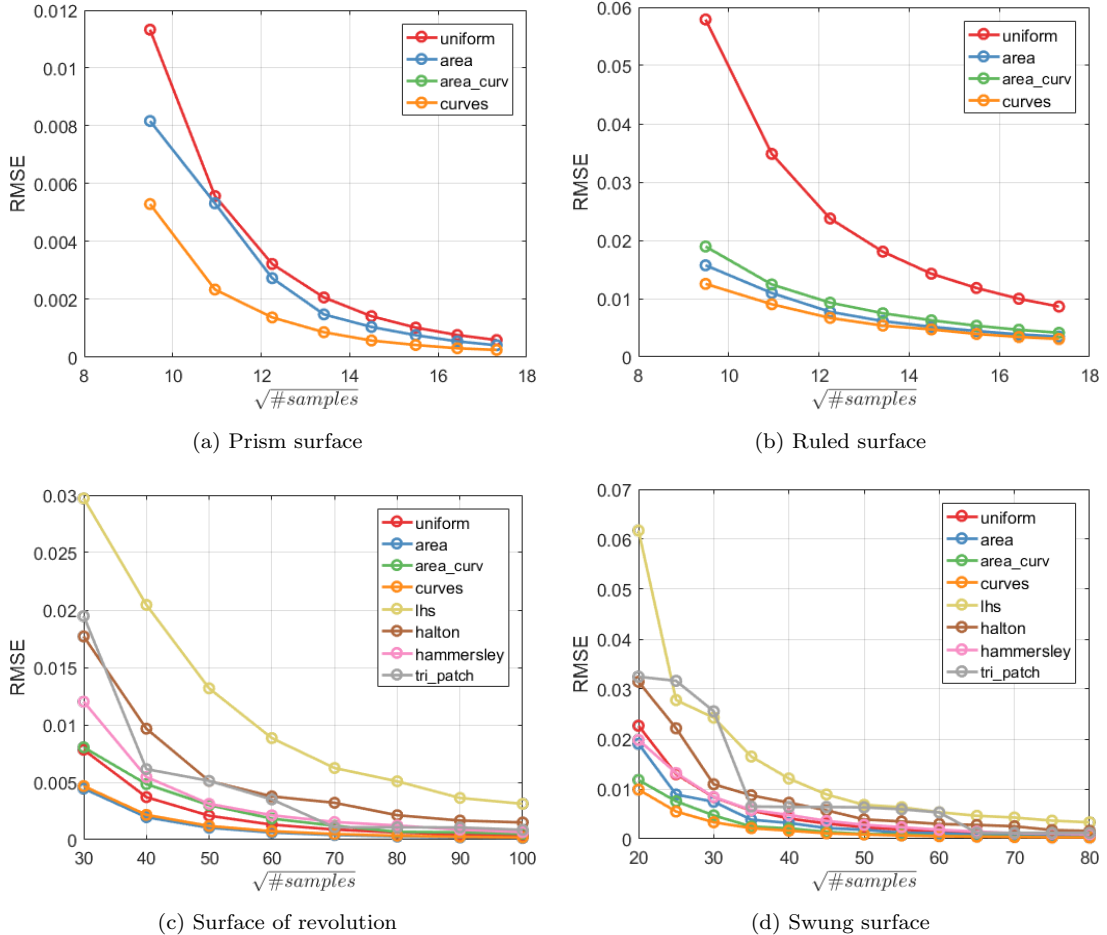 0.012
0.01
0.008
0.006
0.004
0.002
0
RMSE
8
10
12
14
16
18
√#samples
uniform
area
area_curv
curves
(a) Prism surface
0.06
0.05
0.04
0.03
0.02
0.01
0
RMSE
8
10
12
14
16
18
√#samples
uniform
area
area_curv
curves
(b) Ruled surface
0.03
0.025
0.02
0.015
0.01
0.005
0
RMSE
30
40
50
60
70
80
90
100
√#samples
uniform
area
area_curv
curves
lhs
halton
hammersley
tri_patch
(c) Surface of revolution
0.07
0.06
0.05
0.04
0.03
0.02
0.01
0
RMSE
20
30
40
50
60
70
80
√#samples
uniform
area
area_curv
curves
lhs
halton
hammersley
tri_patch
(d) Swung surface